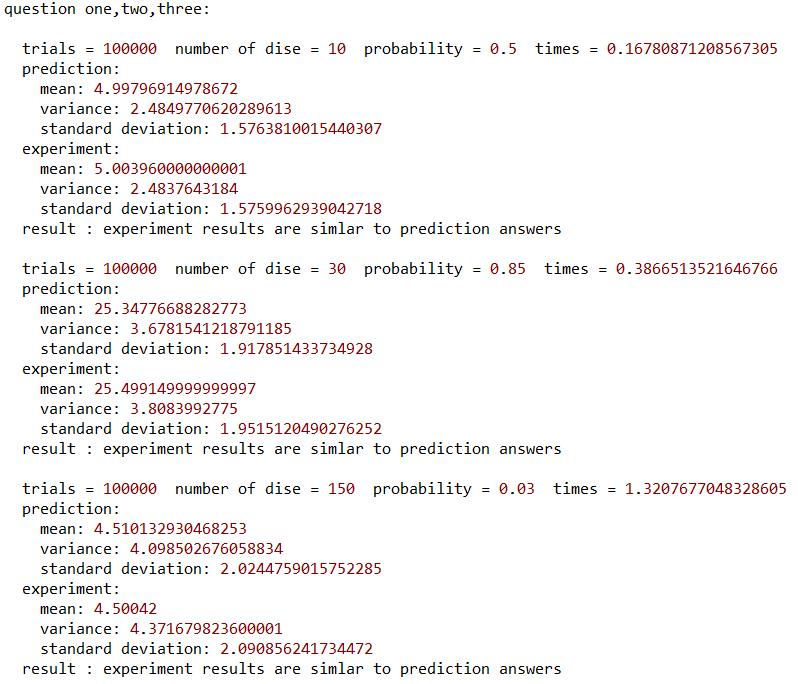 question one,two,three:
trials = 100000  number of dise = 10  probability = 0.5  times = 0.16780871208567305
prediction:
mean: 4.99796914978672
variance: 2.4849770620289613
standard deviation: 1.5763810015440307
experiment:
mean: 5.003960000000001
variance: 2.4837643184
standard deviation: 1.5759962939042718
result : experiment results are simlar to prediction answers
trials = 100000  number of dise = 30  probability = 0.85  times = 0.3866513521646766
prediction:
mean: 25.34776688282773
variance: 3.6781541218791185
standard deviation: 1.917851433734928
experiment:
mean: 25.499149999999997
variance: 3.8083992775
standard deviation: 1.9515120490276252
result : experiment results are simlar to prediction answers
trials = 100000  number of dise = 150  probability = 0.03  times = 1.3207677048328605
prediction:
mean: 4.510132930468253
variance: 4.098502676058834
standard deviation: 2.0244759015752285
experiment:
mean: 4.50042
variance: 4.371679823600001
standard deviation: 2.090856241734472
result : experiment results are simlar to prediction answers